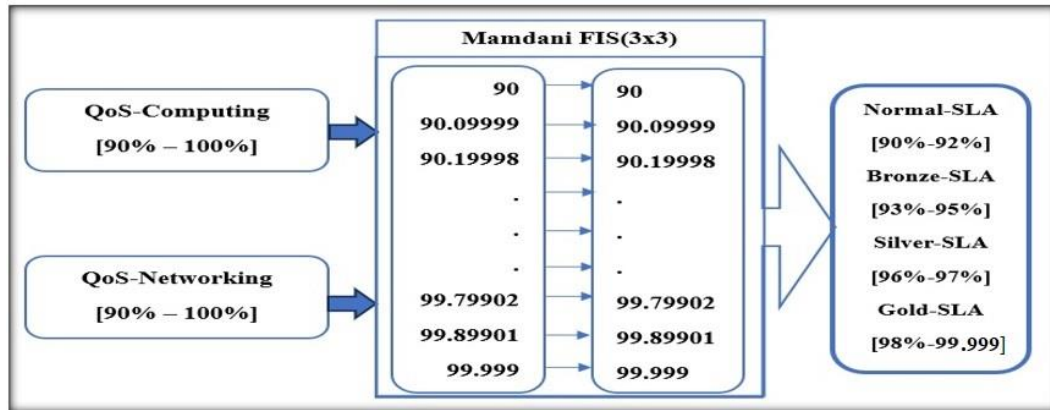 Mamdani FIS(3x3)
QoS-Computing
[90% – 100%]
QoS-Networking
[90% – 100%]
90 90
90.09999 90.09999
90.19998 90.19998
. .
. .
. .
99.79902 99.79902
99.89901 99.89901
99.999 99.999
Normal-SLA
[90%-92%]
Bronze-SLA
[93%-95%]
Silver-SLA
[96%-97%]
Gold-SLA
[98%-99.999]